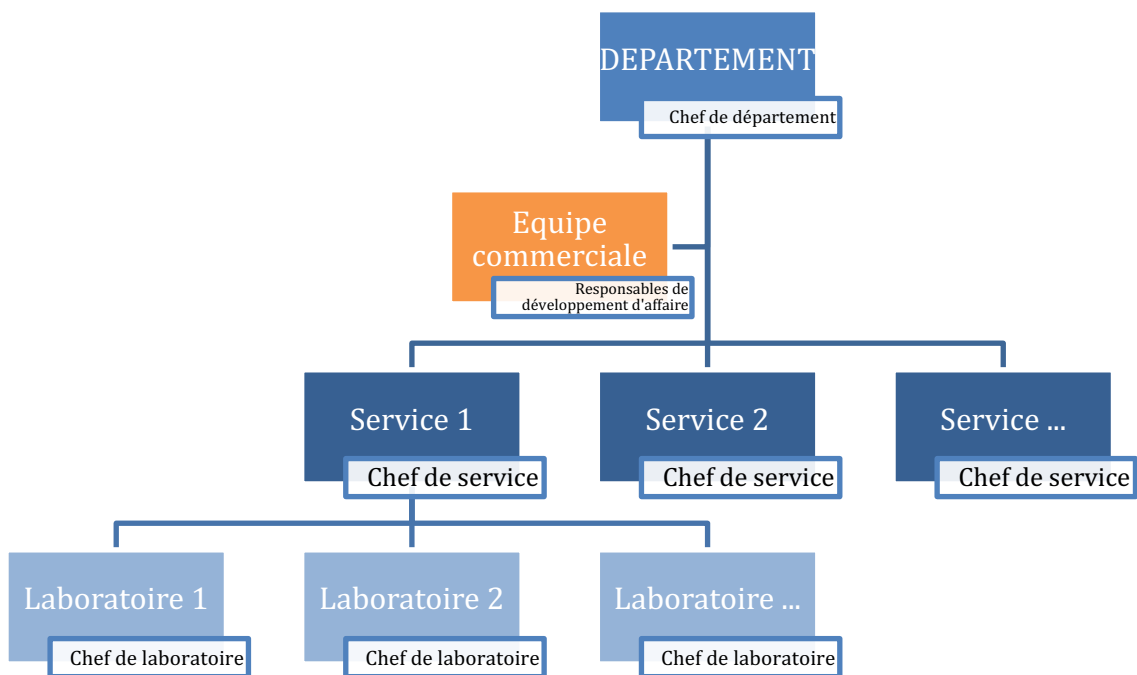 DEPARTEMENT
Chef de département
Equipe
commerciale
Responsables de
développement d'affaire
Service 1
Chef de service
Service 2
Chef de service
Service ...
Chef de service
Laboratoire 1
Chef de laboratoire
Laboratoire 2
Chef de laboratoire
Laboratoire ...
Chef de laboratoire